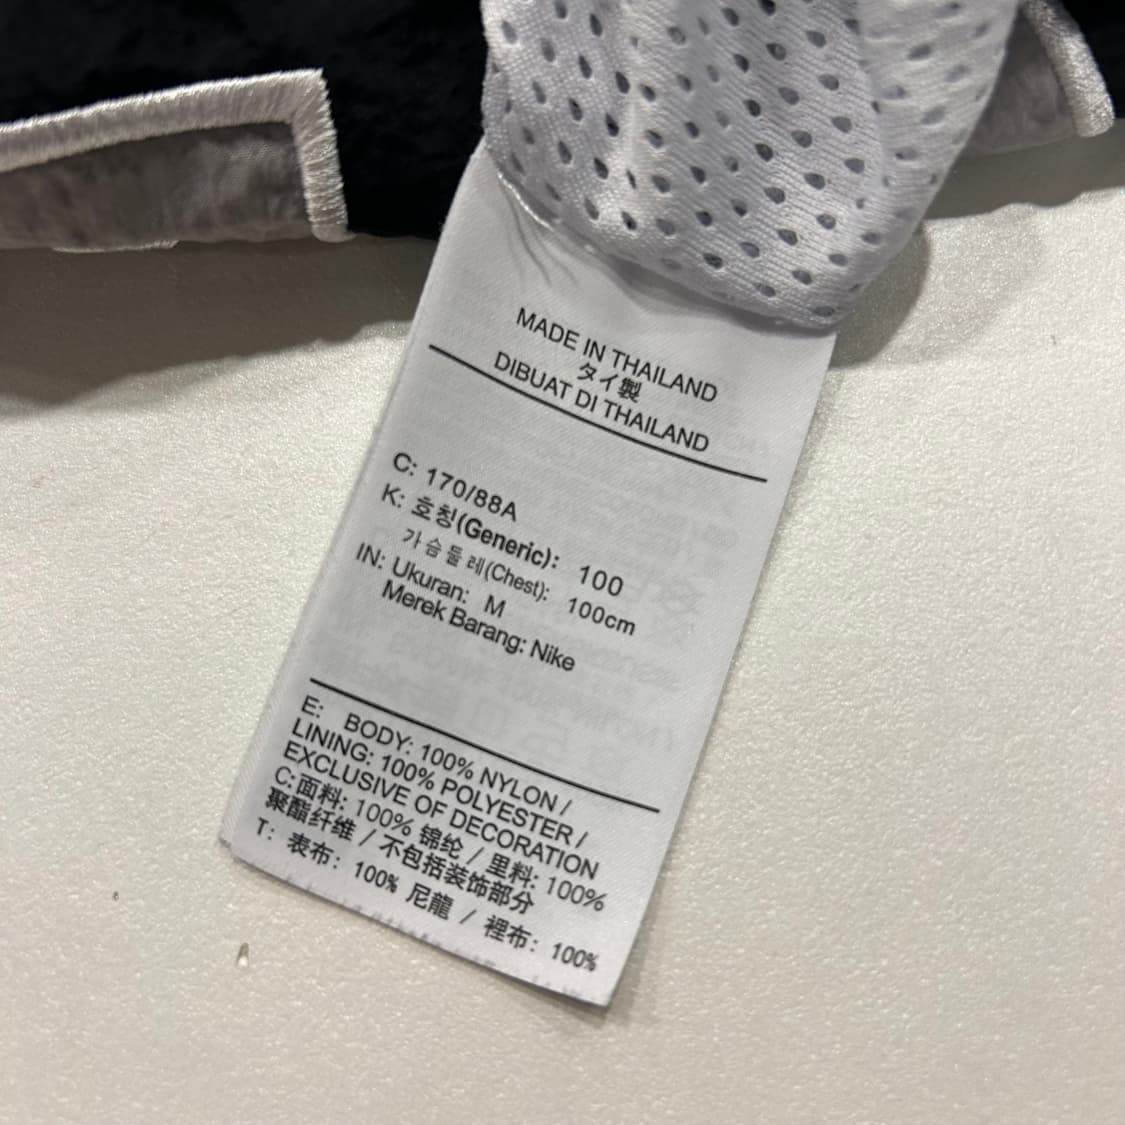 MADE IN THAILAND
タイ製
DIBUAT DI THAILAND
C: 170/88A
K: 호칭(Generic): 100
가슴둘레(Chest): 100cm
IN: Ukuran: M
Merek Barang: Nike
E: BODY: 100% NYLON /
LINING: 100% POLYESTER /
EXCLUSIVE OF DECORATION
C: 面料: 100% 锦纶 / 里料: 100%
聚酯纤维 / 不包括装饰部分
T: 表布: 100% 尼龍 / 裡布: 100%